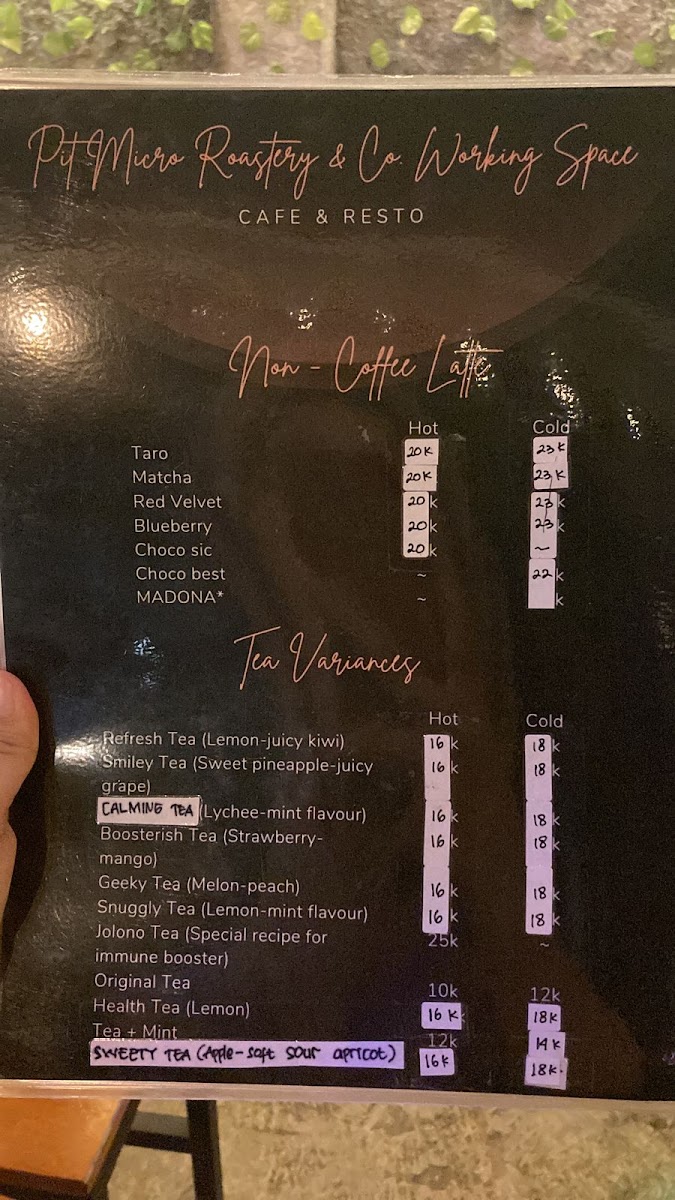 Pit Micro Roastery & Co. Working Space
CAFE & RESTO
Non - Coffee Latte
Hot Cold
Taro 20K 23K
Matcha 20K 23K
Red Velvet 20k 23k
Blueberry 20k 23k
Choco sic 20k ~
Choco best ~ 22k
MADONA* ~ k
Tea Variances
Hot Cold
Refresh Tea (Lemon-juicy kiwi) 16k 18k
Smiley Tea (Sweet pineapple-juicy 16k 18k
grape)
CALMING TEA (Lychee-mint flavour) 16k 18k
Boosterish Tea (Strawberry- 16k 18k
mango)
Geeky Tea (Melon-peach) 16k 18k
Snuggly Tea (Lemon-mint flavour) 16k 18k
Jolono Tea (Special recipe for 25k ~
immune booster)
Original Tea 10k 12k
Health Tea (Lemon) 16K 18K
Tea + Mint 12k 14K
SWEETY TEA (Apple-soft sour apricot) 16K 18K